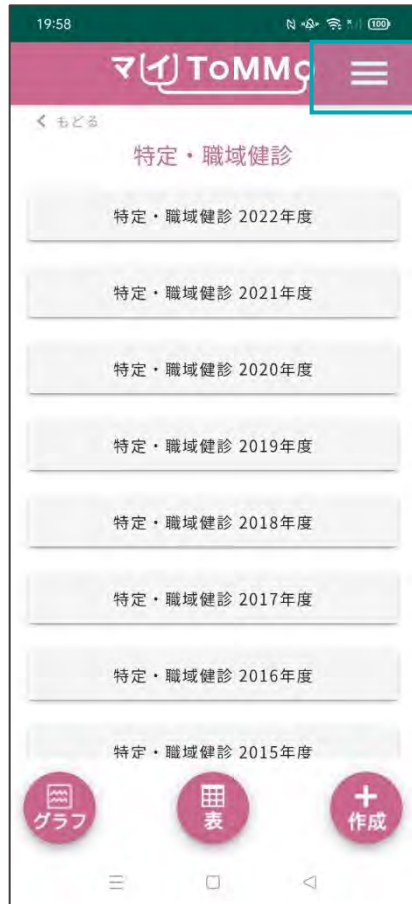 19:58
100
マイToMMo
もどる
特定・職域健診
特定・職域健診 2022年度
特定・職域健診 2021年度
特定・職域健診 2020年度
特定・職域健診 2019年度
特定・職域健診 2018年度
特定・職域健診 2017年度
特定・職域健診 2016年度
特定・職域健診 2015年度
グラフ
表
作成